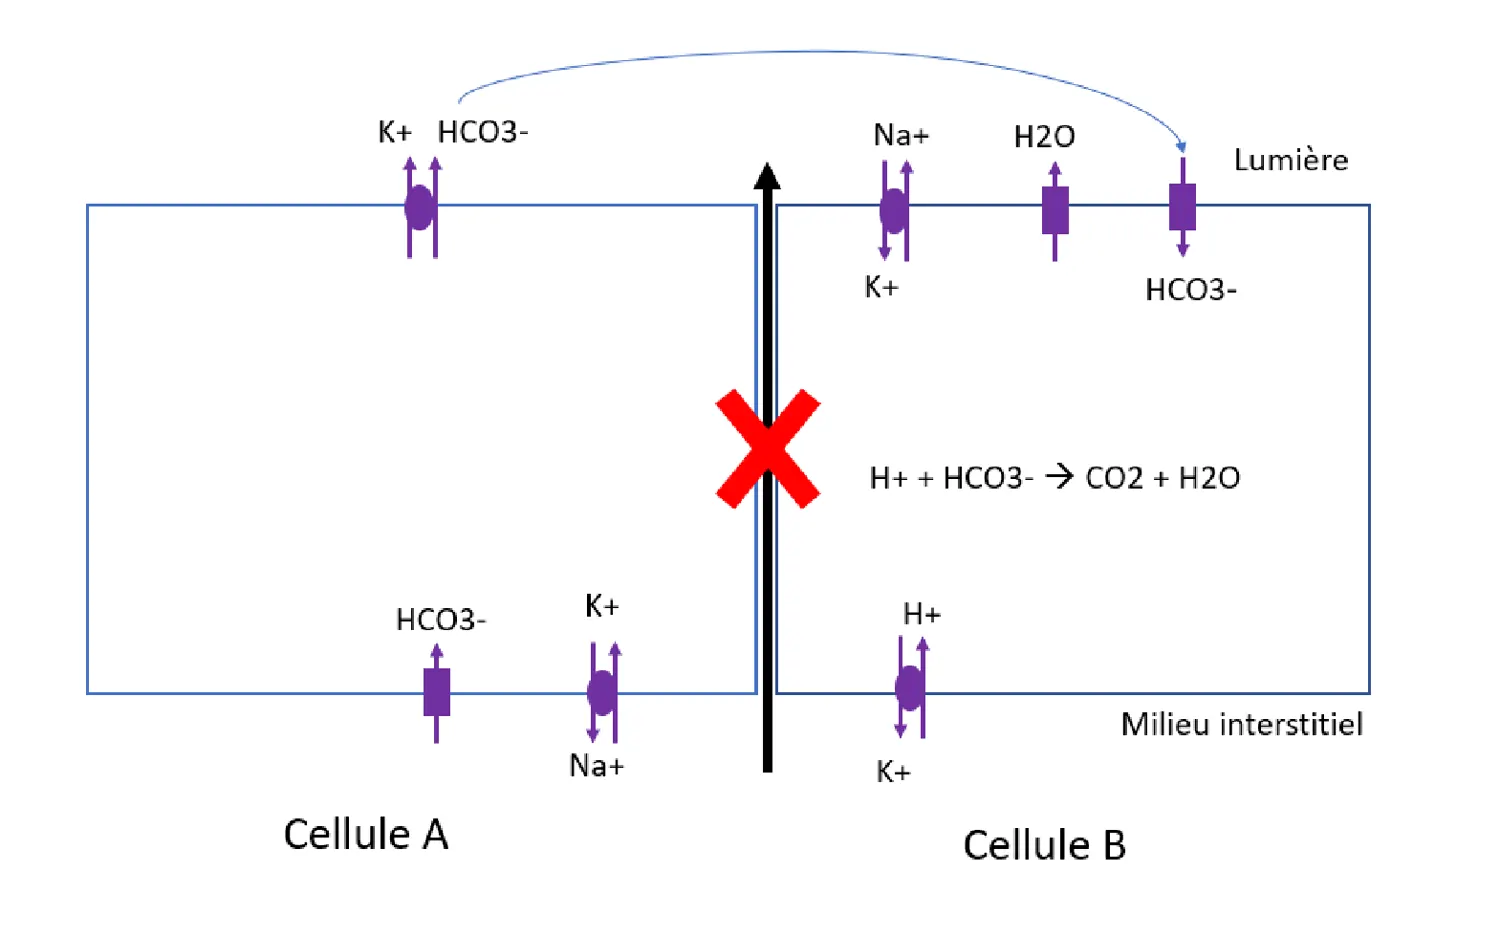 K+ HCO3-
Na+
H2O
Lumière
K+
HCO3-
H+ + HCO3- → CO2 + H2O
HCO3-
K+
H+
Na+
K+
Milieu interstitiel
Cellule A
Cellule B